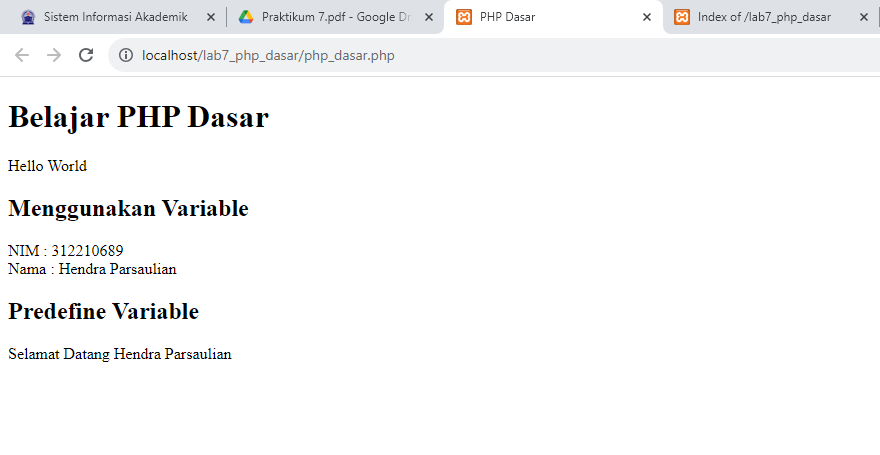 Sistem Informasi Akademik
Praktikum 7.pdf - Google Dr
PHP Dasar
Index of /lab7_php_dasar
localhost/lab7_php_dasar/php_dasar.php
Belajar PHP Dasar
Hello World
Menggunakan Variable
NIM : 312210689
Nama : Hendra Parsaulian
Predefine Variable
Selamat Datang Hendra Parsaulian